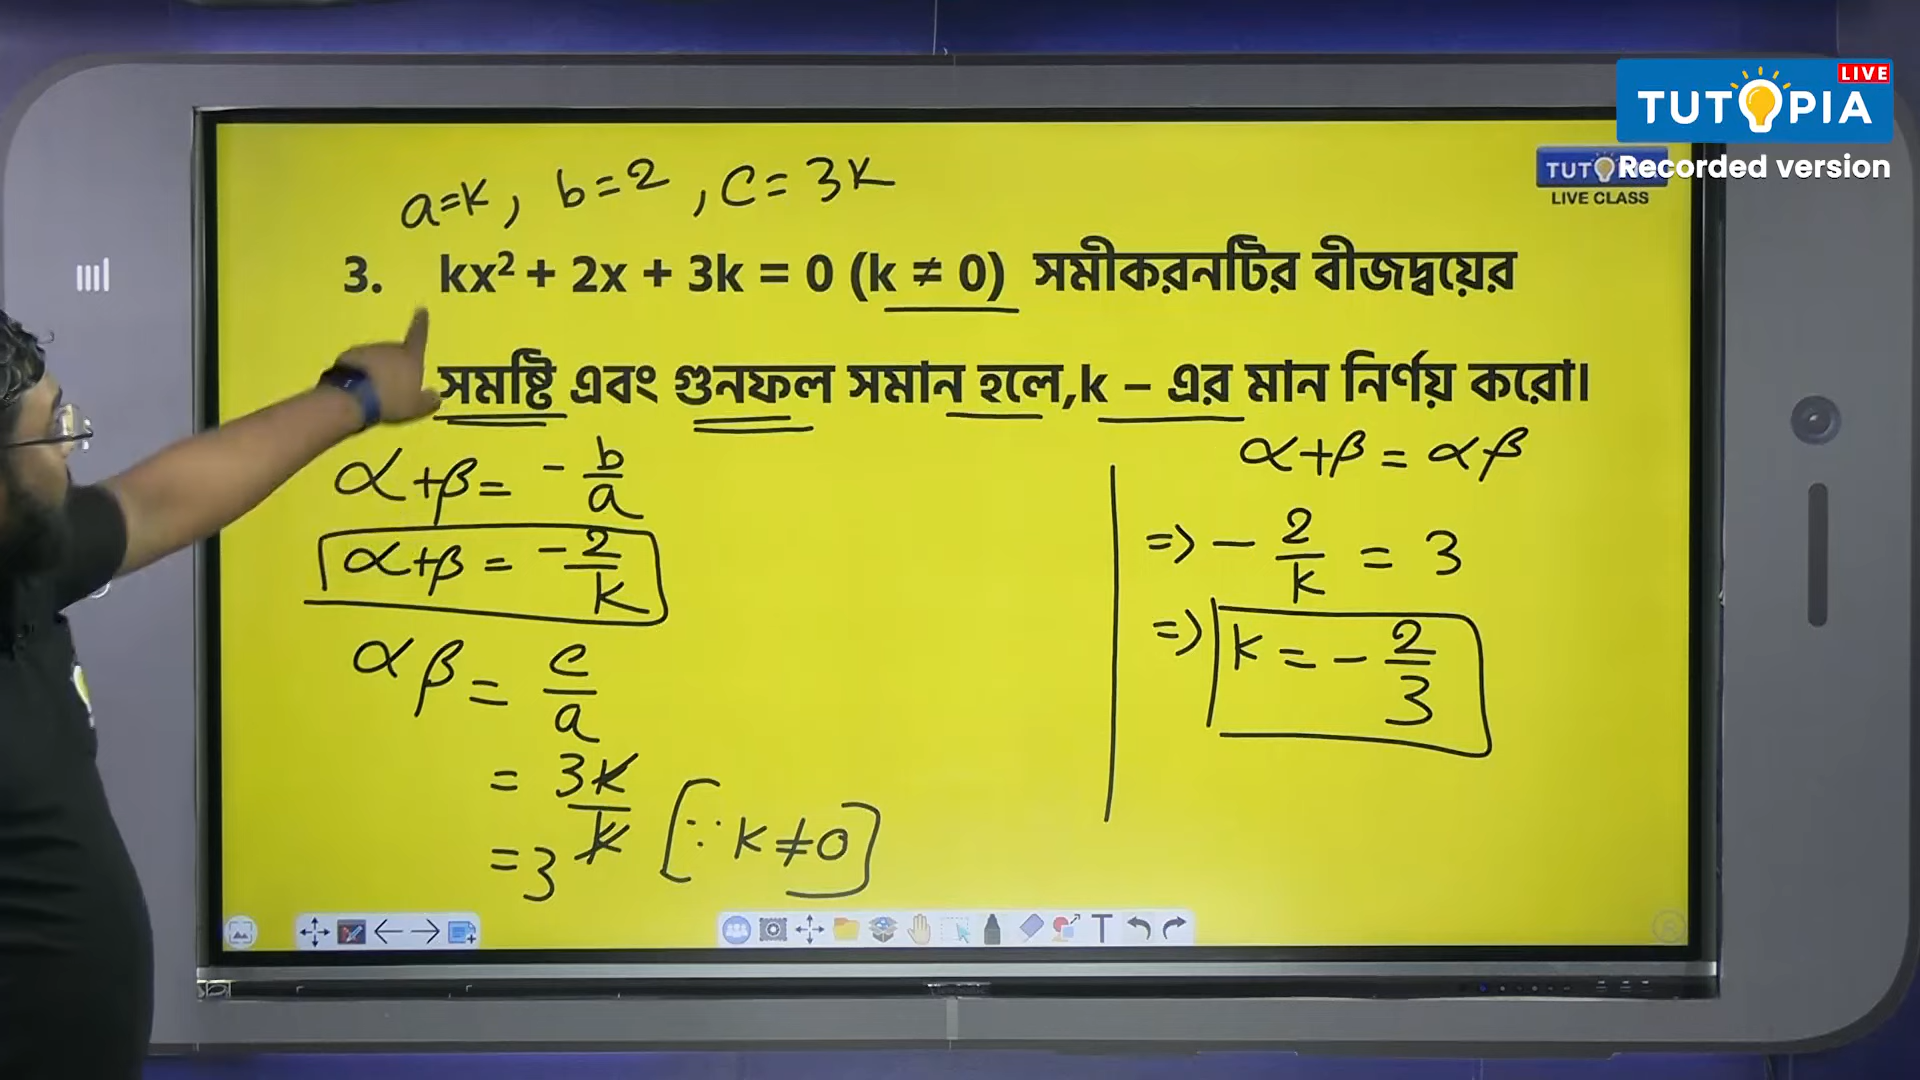 LIVE
TUTOPIA
Recorded version
TUTOPIA
LIVE CLASS
a=k, b=2, c=3k
3. kx² + 2x + 3k = 0 (k ≠ 0) সমীকরনটির বীজদ্বয়ের
সমষ্টি এবং গুনফল সমান হলে,k – এর মান নির্ণয় করো।
α+β = - b/a
α+β = - 2/k
αβ = c/a
= 3k/k
= 3 [∵ k≠0]
α+β = αβ
=> - 2/k = 3
=> k = - 2/3